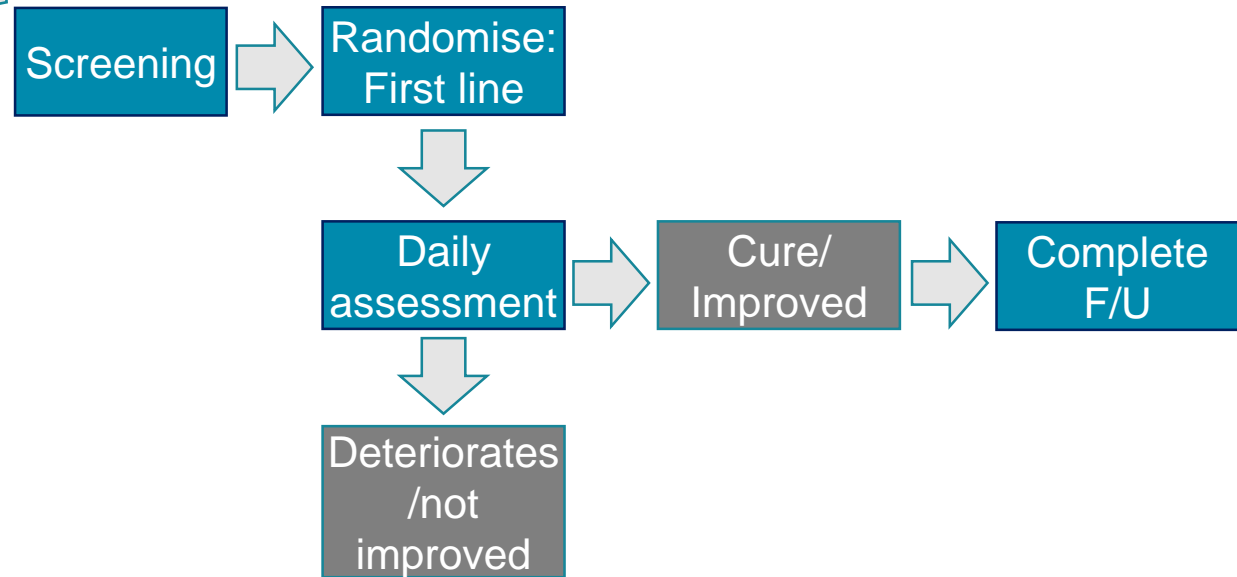 Screening
Randomise:
First line
Daily
assessment
Cure/
Improved
Complete
F/U
Deteriorates
/not
improved